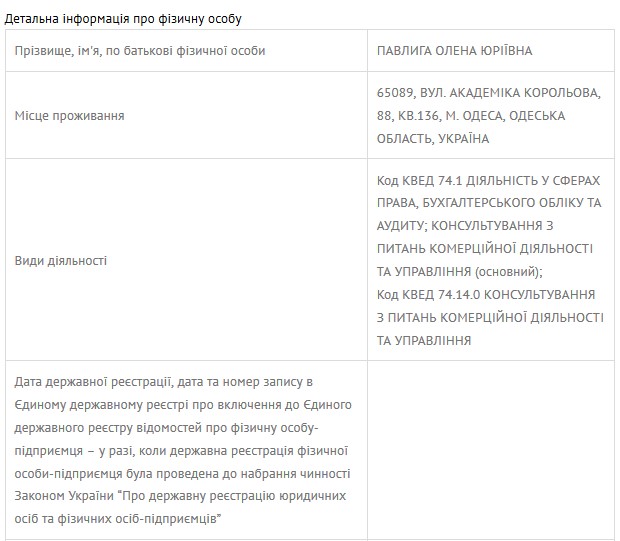 Детальна інформація про фізичну особу
Прізвище, ім'я, по батькові фізичної особи
ПАВЛИГА ОЛЕНА ЮРІЇВНА
Місце проживання
65089, ВУЛ. АКАДЕМІКА КОРОЛЬОВА,
88, КВ.136, М. ОДЕСА, ОДЕСЬКА
ОБЛАСТЬ, УКРАЇНА
Види діяльності
Код КВЕД 74.1 ДІЯЛЬНІСТЬ У СФЕРАХ
ПРАВА, БУХГАЛТЕРСЬКОГО ОБЛІКУ ТА
АУДИТУ; КОНСУЛЬТУВАННЯ З
ПИТАНЬ КОМЕРЦІЙНОЇ ДІЯЛЬНОСТІ
ТА УПРАВЛІННЯ (основний);
Код КВЕД 74.14.0 КОНСУЛЬТУВАННЯ
З ПИТАНЬ КОМЕРЦІЙНОЇ ДІЯЛЬНОСТІ
ТА УПРАВЛІННЯ
Дата державної реєстрації, дата та номер запису в
Єдиному державному реєстрі про включення до Єдиного
державного реєстру відомостей про фізичну особу-
підприємця – у разі, коли державна реєстрація фізичної
особи-підприємця була проведена до набрання чинності
Законом України “Про державну реєстрацію юридичних
осіб та фізичних осіб-підприємців”